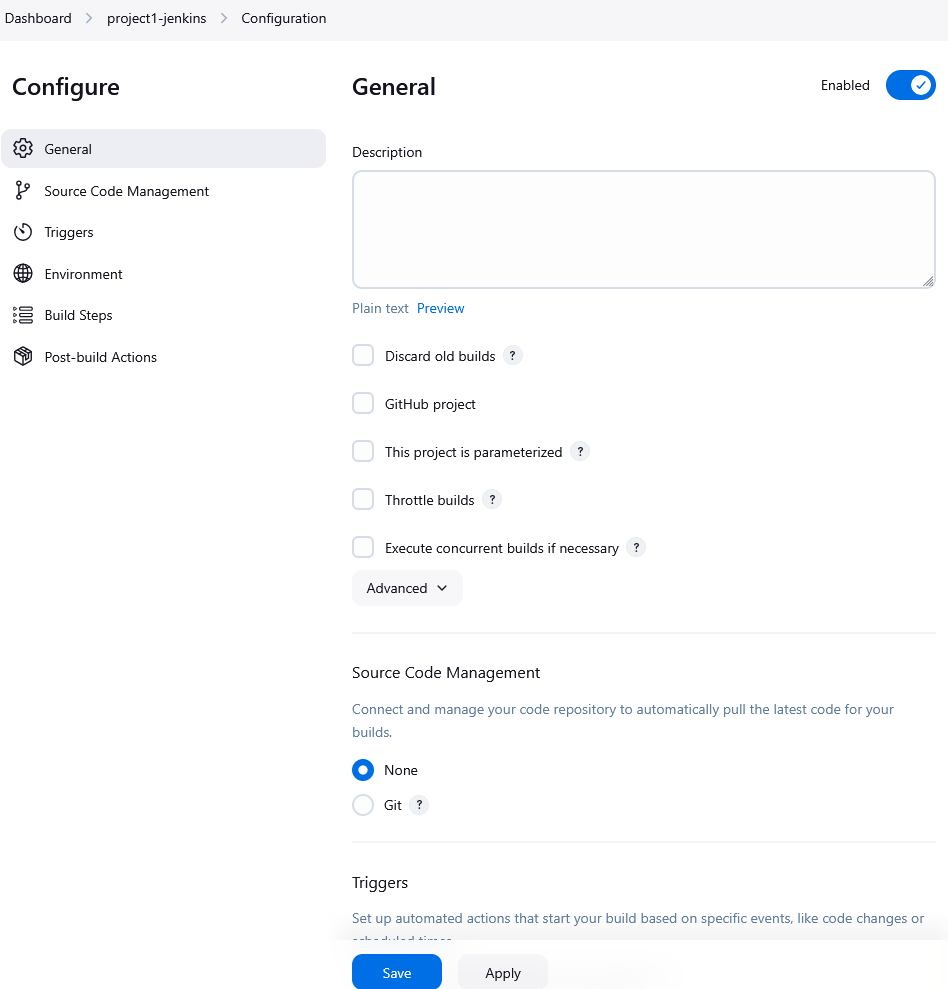 Dashboard > project1-jenkins > Configuration
Configure
General
Source Code Management
Triggers
Environment
Build Steps
Post-build Actions
General
Enabled
Description
Plain text Preview
Discard old builds ?
GitHub project
This project is parameterized ?
Throttle builds ?
Execute concurrent builds if necessary ?
Advanced
Source Code Management
Connect and manage your code repository to automatically pull the latest code for your
builds.
None
Git ?
Triggers
Set up automated actions that start your build based on specific events, like code changes or
scheduled times.
Save Apply